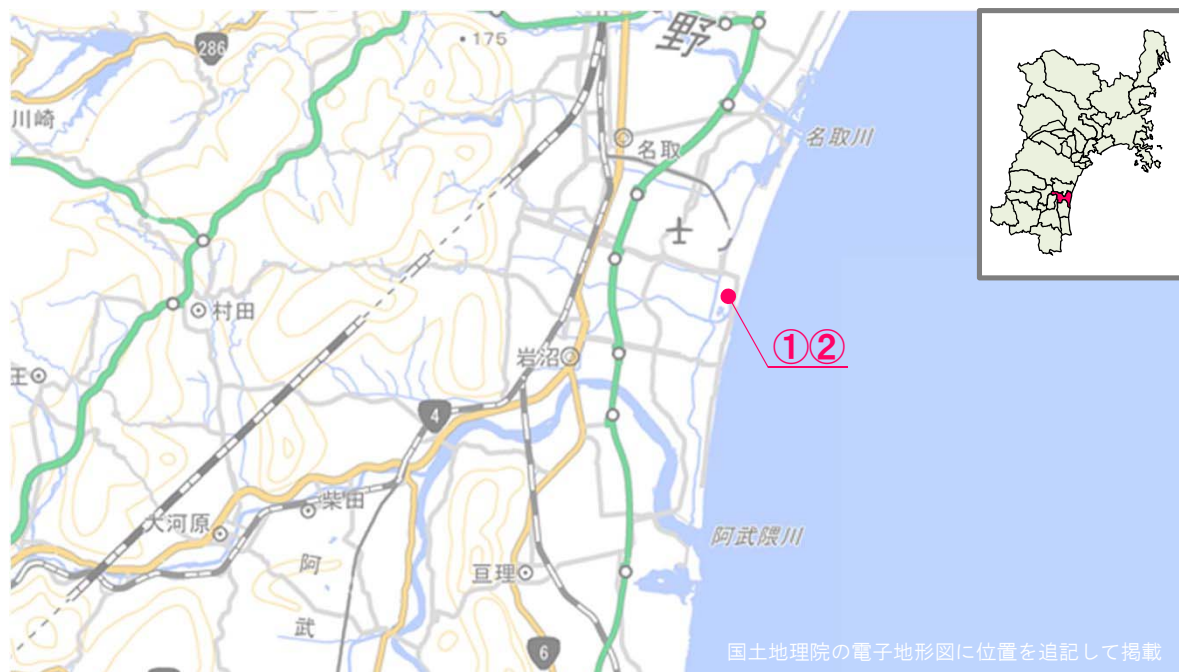 286
・175
野
川崎
名取川
名取
士
村田
①②
岩沼
王
4
柴田
大河原
阿武隈川
阿
亘理
武
6
国土地理院の電子地形図に位置を追記して掲載